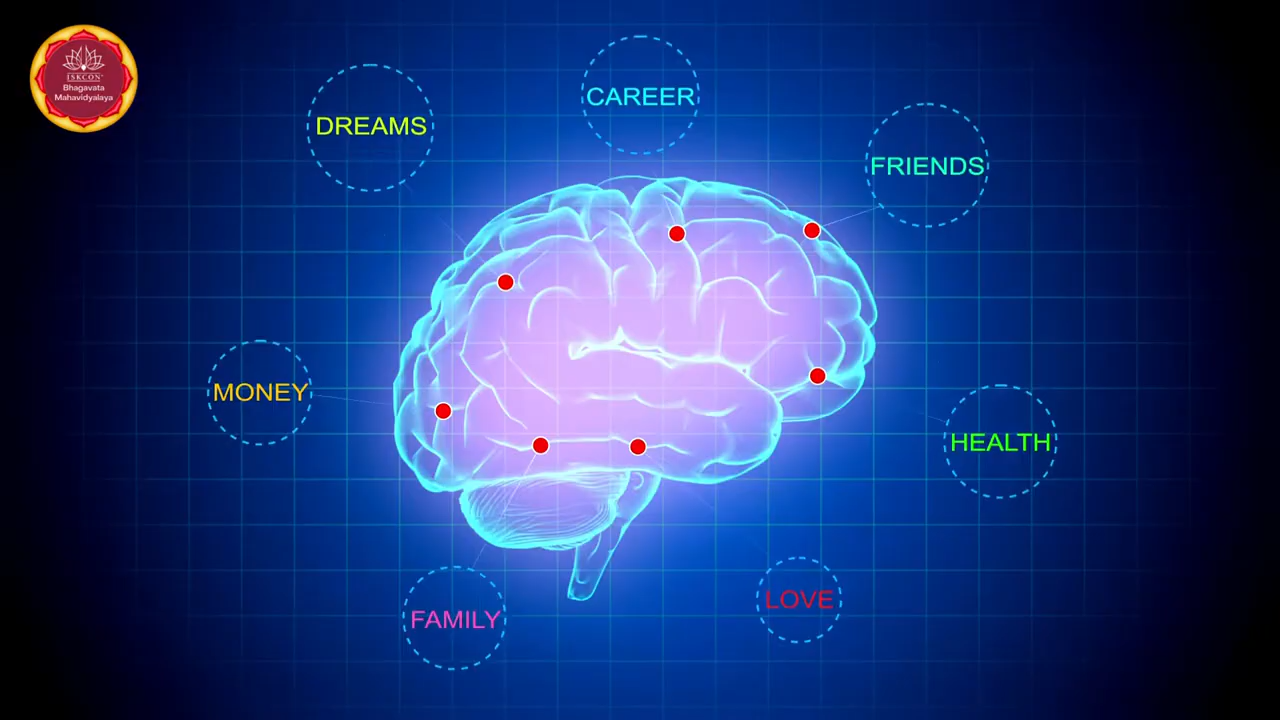 ISKCON
Bhagavata
Mahavidyalaya
DREAMS
CAREER
FRIENDS
MONEY
HEALTH
FAMILY
LOVE